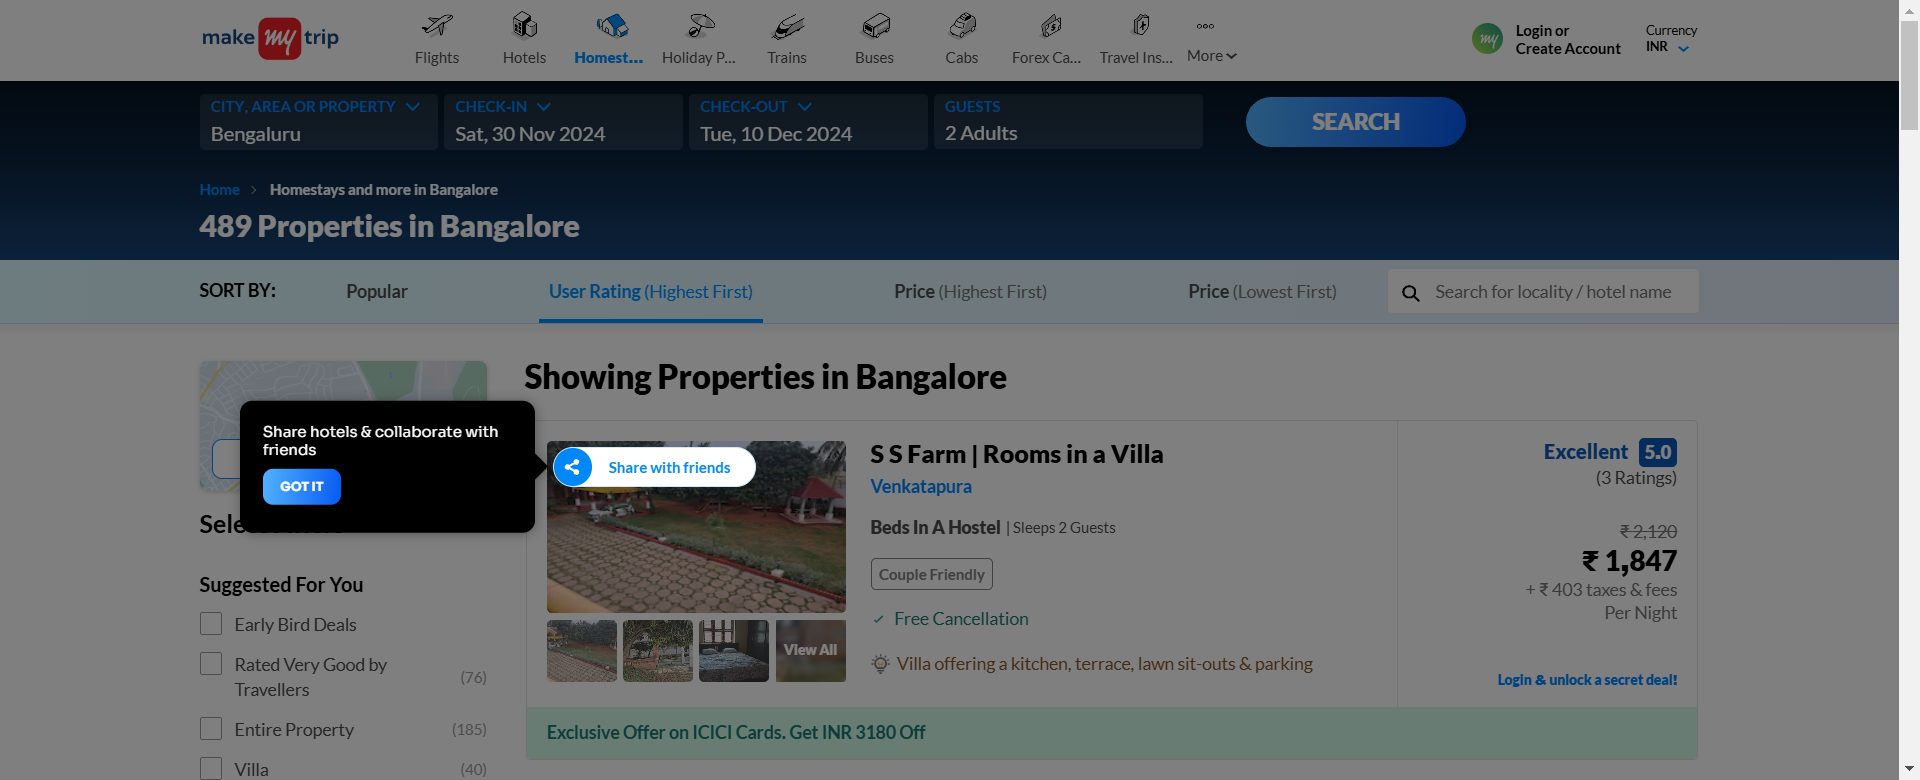 make my trip
Flights
Hotels
Homest...
Holiday P...
Trains
Buses
Cabs
Forex Ca...
Travel Ins...
More
my
Login or
Create Account
Currency
INR
CITY, AREA OR PROPERTY
Bengaluru
CHECK-IN
Sat, 30 Nov 2024
CHECK-OUT
Tue, 10 Dec 2024
GUESTS
2 Adults
SEARCH
Home > Homestays and more in Bangalore
489 Properties in Bangalore
SORT BY:
Popular
User Rating (Highest First)
Price (Highest First)
Price (Lowest First)
Search for locality / hotel name
Share hotels & collaborate with
friends
GOT IT
Suggested For You
Early Bird Deals
Rated Very Good by
Travellers
(76)
Entire Property
(185)
Villa
(40)
Showing Properties in Bangalore
Share with friends
View All
S S Farm | Rooms in a Villa
Venkatapura
Beds In A Hostel | Sleeps 2 Guests
Couple Friendly
Free Cancellation
Villa offering a kitchen, terrace, lawn sit-outs & parking
Excellent 5.0
(3 Ratings)
₹ 2,120
₹ 1,847
+ ₹ 403 taxes & fees
Per Night
Login & unlock a secret deal!
Exclusive Offer on ICICI Cards. Get INR 3180 Off